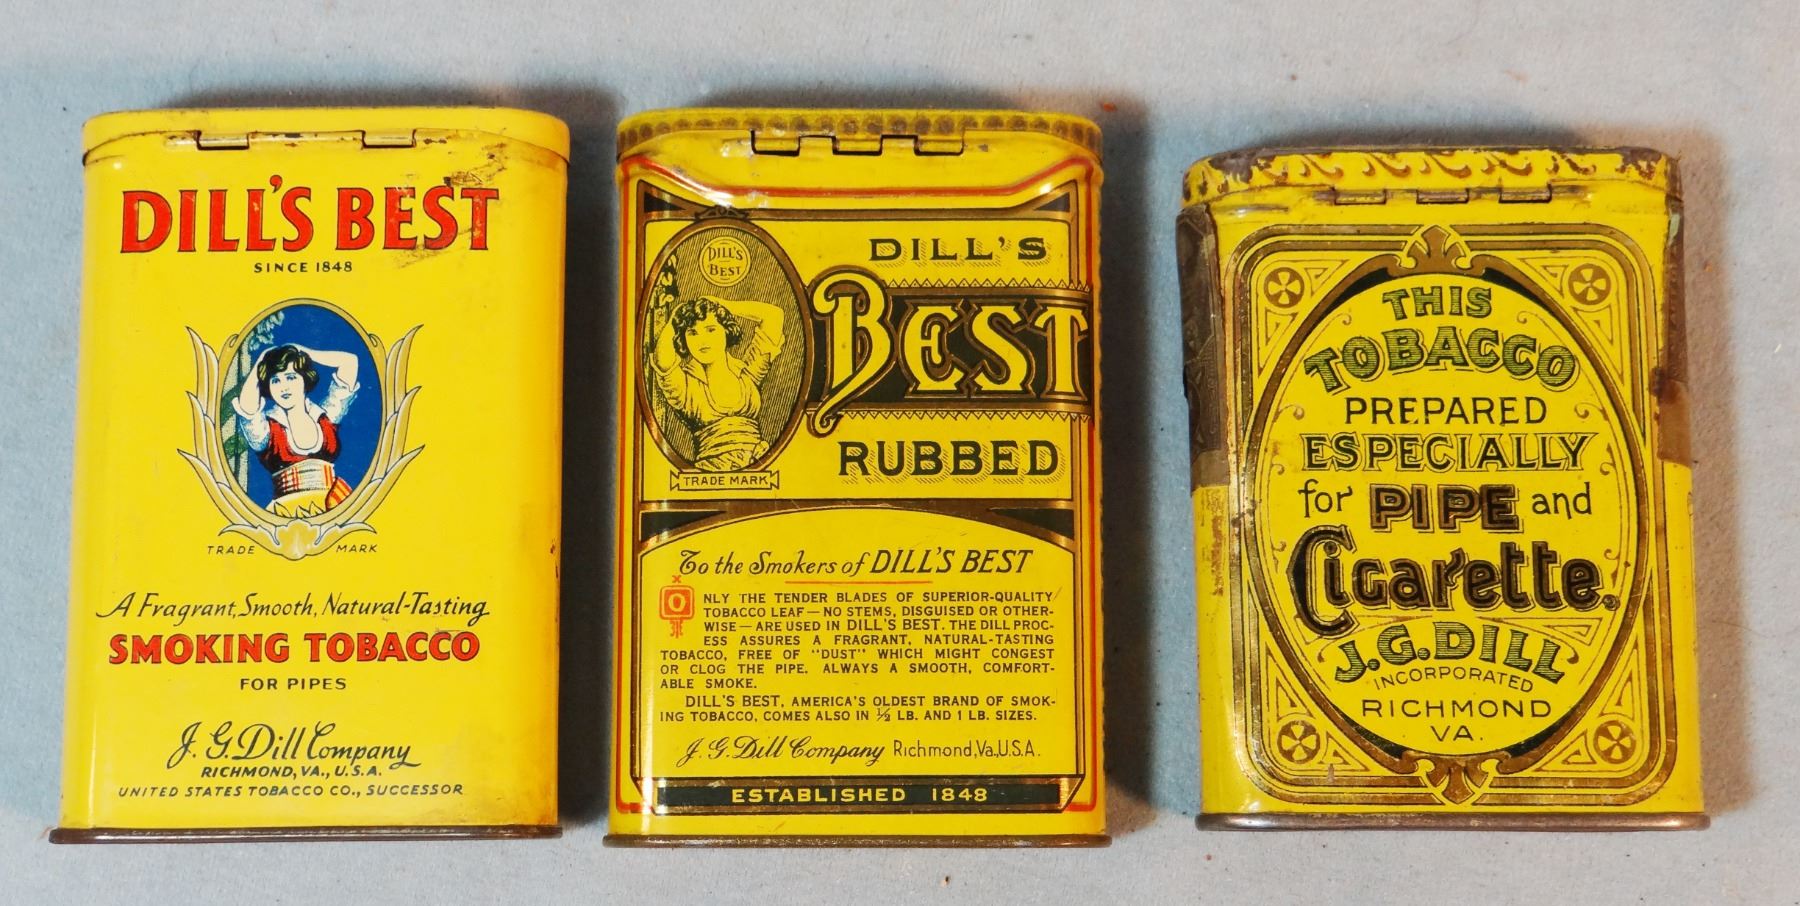 DILL'S BEST
SINCE 1848
TRADE MARK
A Fragrant, Smooth, Natural-Tasting
SMOKING TOBACCO
FOR PIPES
J. G. Dill Company
RICHMOND, VA., U.S.A.
UNITED STATES TOBACCO CO., SUCCESSOR
DILL'S
BEST
DILL'S
BEST
RUBBED
TRADE MARK
To the Smokers of DILL'S BEST
ONLY THE TENDER BLADES OF SUPERIOR-QUALITY
TOBACCO LEAF—NO STEMS, DISGUISED OR OTHER-
WISE—ARE USED IN DILL'S BEST. THE DILL PROC-
ESS ASSURES A FRAGRANT, NATURAL-TASTING
TOBACCO, FREE OF "DUST" WHICH MIGHT CONGEST
OR CLOG THE PIPE. ALWAYS A SMOOTH, COMFORT-
ABLE SMOKE.
DILL'S BEST, AMERICA'S OLDEST BRAND OF SMOK-
ING TOBACCO, COMES ALSO IN ½ LB. AND 1 LB. SIZES.
J. G. Dill Company Richmond, Va., U.S.A.
ESTABLISHED 1848
THIS
TOBACCO
PREPARED
ESPECIALLY
for PIPE and
Cigarette.
J. G. DILL
INCORPORATED
RICHMOND
VA.